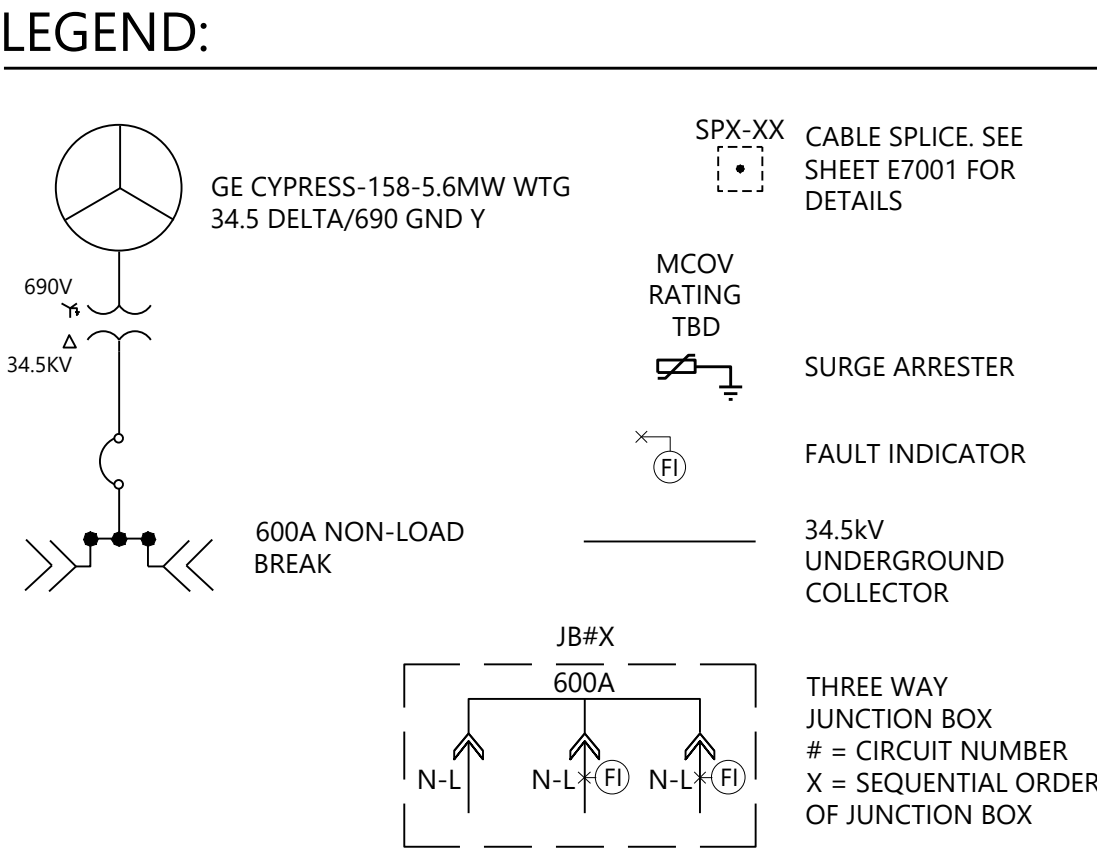 LEGEND:
GE CYPRESS-158-5.6MW WTG
34.5 DELTA/690 GND Y
690V
34.5KV
600A NON-LOAD
BREAK
SPX-XX
CABLE SPLICE. SEE
SHEET E7001 FOR
DETAILS
MCOV
RATING
TBD
SURGE ARRESTER
FI
FAULT INDICATOR
34.5kV
UNDERGROUND
COLLECTOR
JB#X
600A
N-L
N-L FI
N-L FI
THREE WAY
JUNCTION BOX
# = CIRCUIT NUMBER
X = SEQUENTIAL ORDER
OF JUNCTION BOX